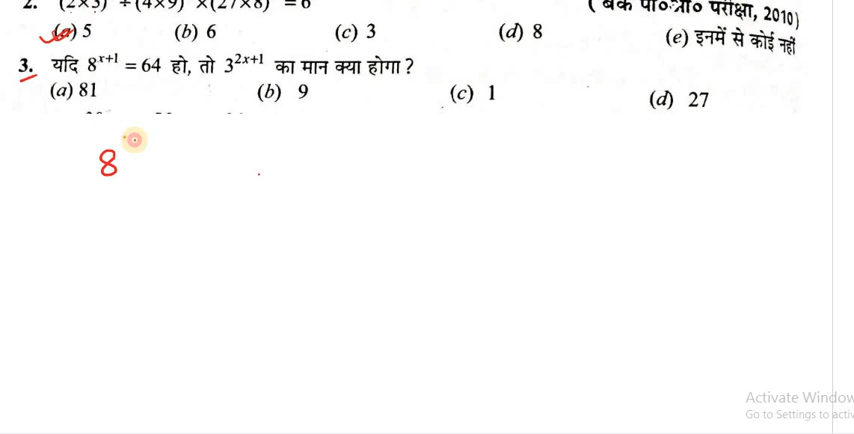 2. (2×3) ÷ (4×9) × (27×8) = 6
(बैंक पी०ओ० परीक्षा, 2010)
(a) 5 (b) 6 (c) 3 (d) 8 (e) इनमें से कोई नहीं
3. यदि 8^{x+1} = 64 हो, तो 3^{2x+1} का मान क्या होगा ?
(a) 81 (b) 9 (c) 1 (d) 27
8
Activate Window
Go to Settings to activ